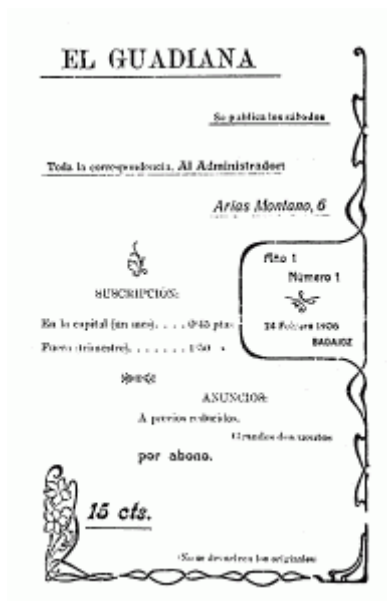 EL GUADIANA
Se publica los sábados
Toda la correspondencia, Al Administrador:
Arias Montano, 6
Año 1
Número 1
24 Febrero 1906
BADAJOZ
SUSCRIPCIÓN:
En la capital (un mes). . . . 0'45 ptas
Fuera (trimestre). . . . . . . 1'50 »
ANUNCIOS:
A precios reducidos.
Grandes descuentos
por abono.
15 cts.
No se devuelven los originales